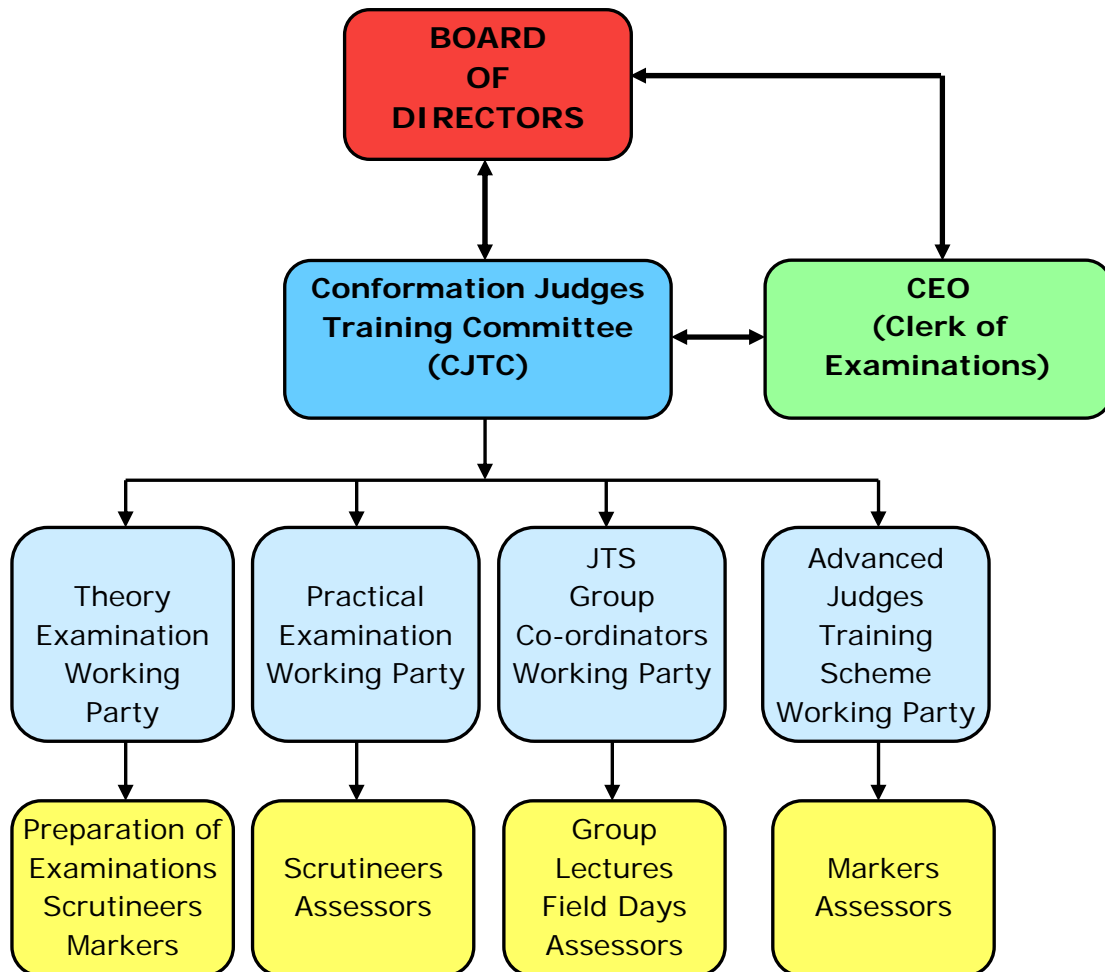 BOARD
OF
DIRECTORS
Conformation Judges
Training Committee
(CJTC)
CEO
(Clerk of
Examinations)
Theory
Examination
Working
Party
Practical
Examination
Working Party
JTS
Group
Co-ordinators
Working Party
Advanced
Judges
Training
Scheme
Working Party
Preparation of
Examinations
Scrutineers
Markers
Scrutineers
Assessors
Group
Lectures
Field Days
Assessors
Markers
Assessors